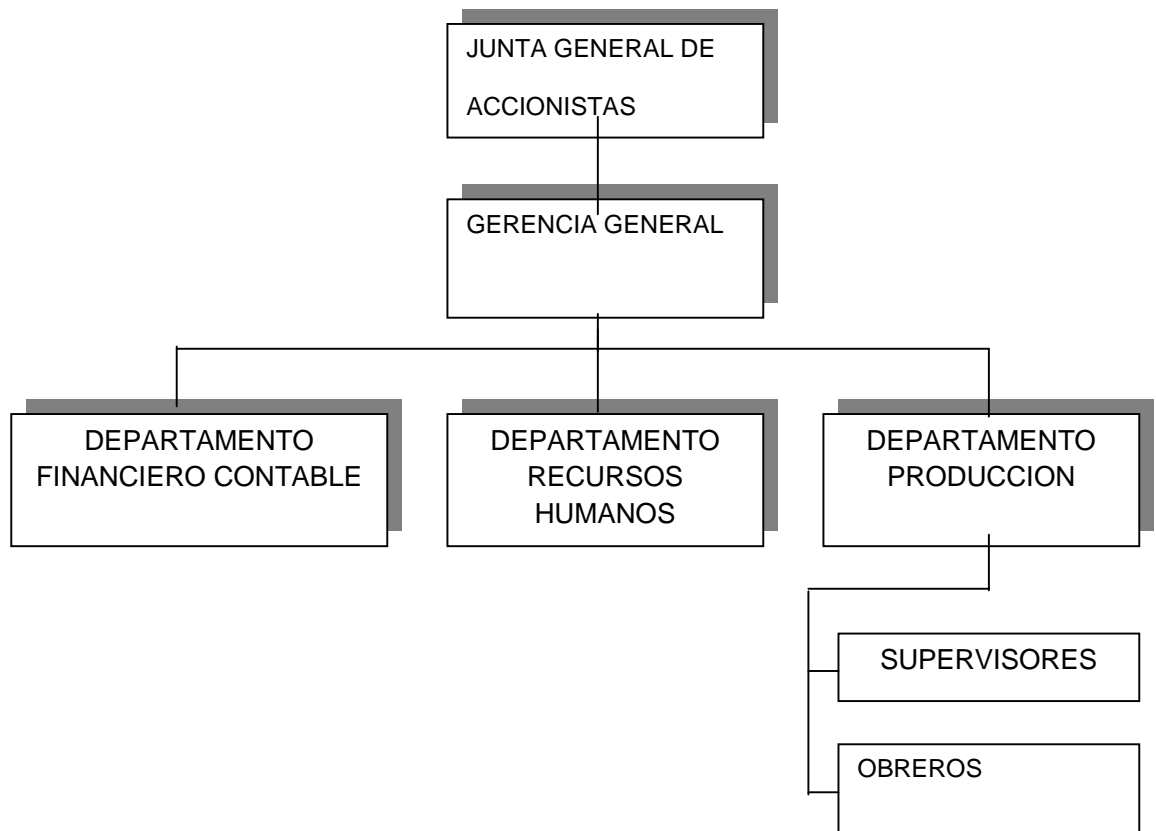 JUNTA GENERAL DE
ACCIONISTAS
GERENCIA GENERAL
DEPARTAMENTO
FINANCIERO CONTABLE
DEPARTAMENTO
RECURSOS
HUMANOS
DEPARTAMENTO
PRODUCCION
SUPERVISORES
OBREROS